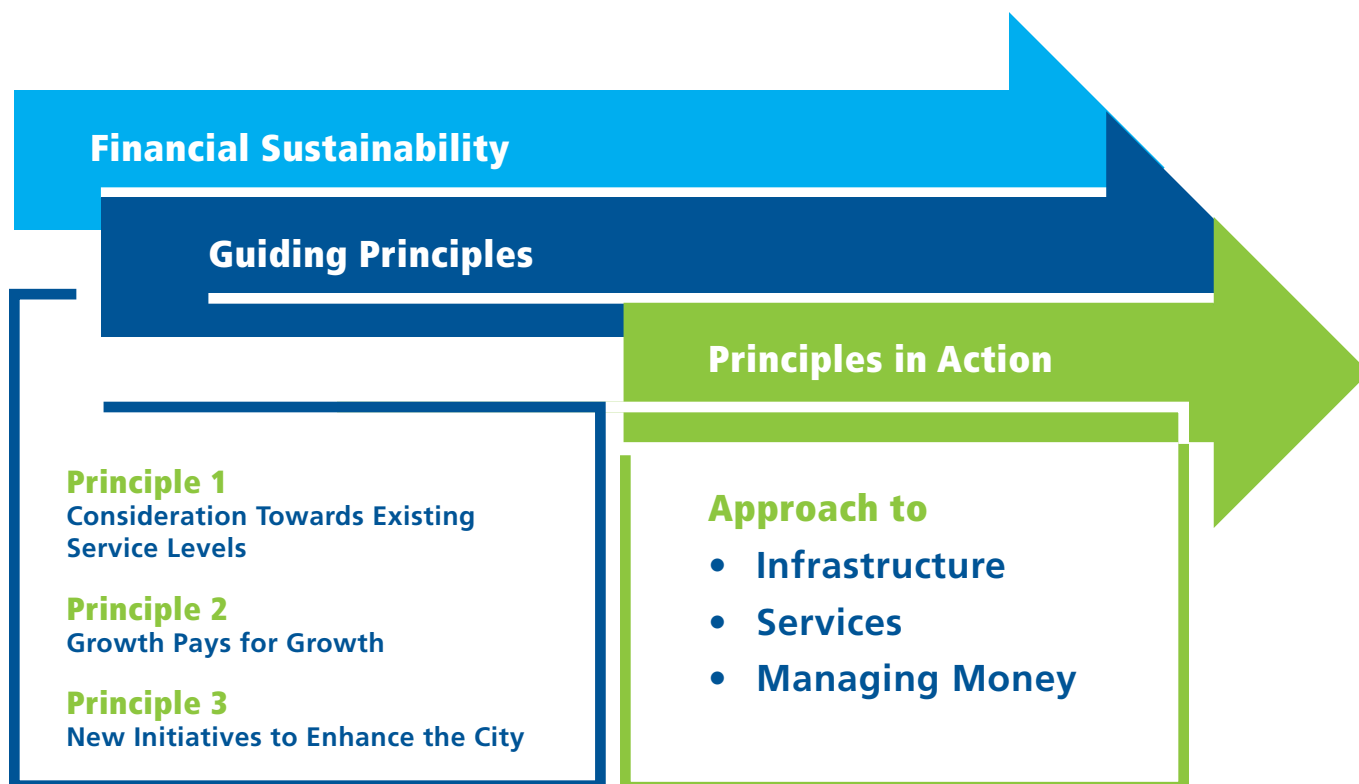 Financial Sustainability
Guiding Principles
Principles in Action
Principle 1
Consideration Towards Existing
Service Levels
Principle 2
Growth Pays for Growth
Principle 3
New Initiatives to Enhance the City
Approach to
• Infrastructure
• Services
• Managing Money